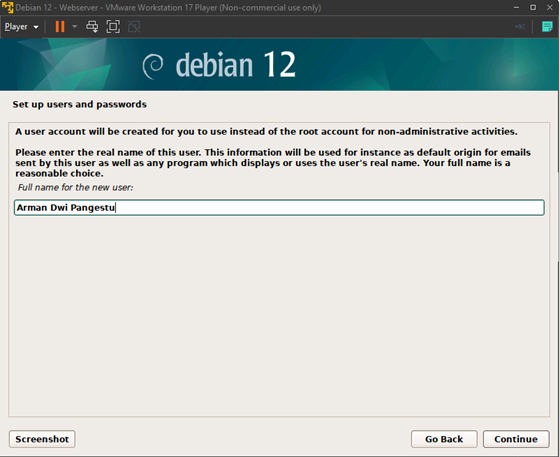 Debian 12 - Webserver - VMware Workstation 17 Player (Non-commercial use only)
Player
debian 12
Set up users and passwords
A user account will be created for you to use instead of the root account for non-administrative activities.
Please enter the real name of this user. This information will be used for instance as default origin for emails
sent by this user as well as any program which displays or uses the user's real name. Your full name is a
reasonable choice.
Full name for the new user:
Arman Dwi Pangestu
Screenshot
Go Back
Continue